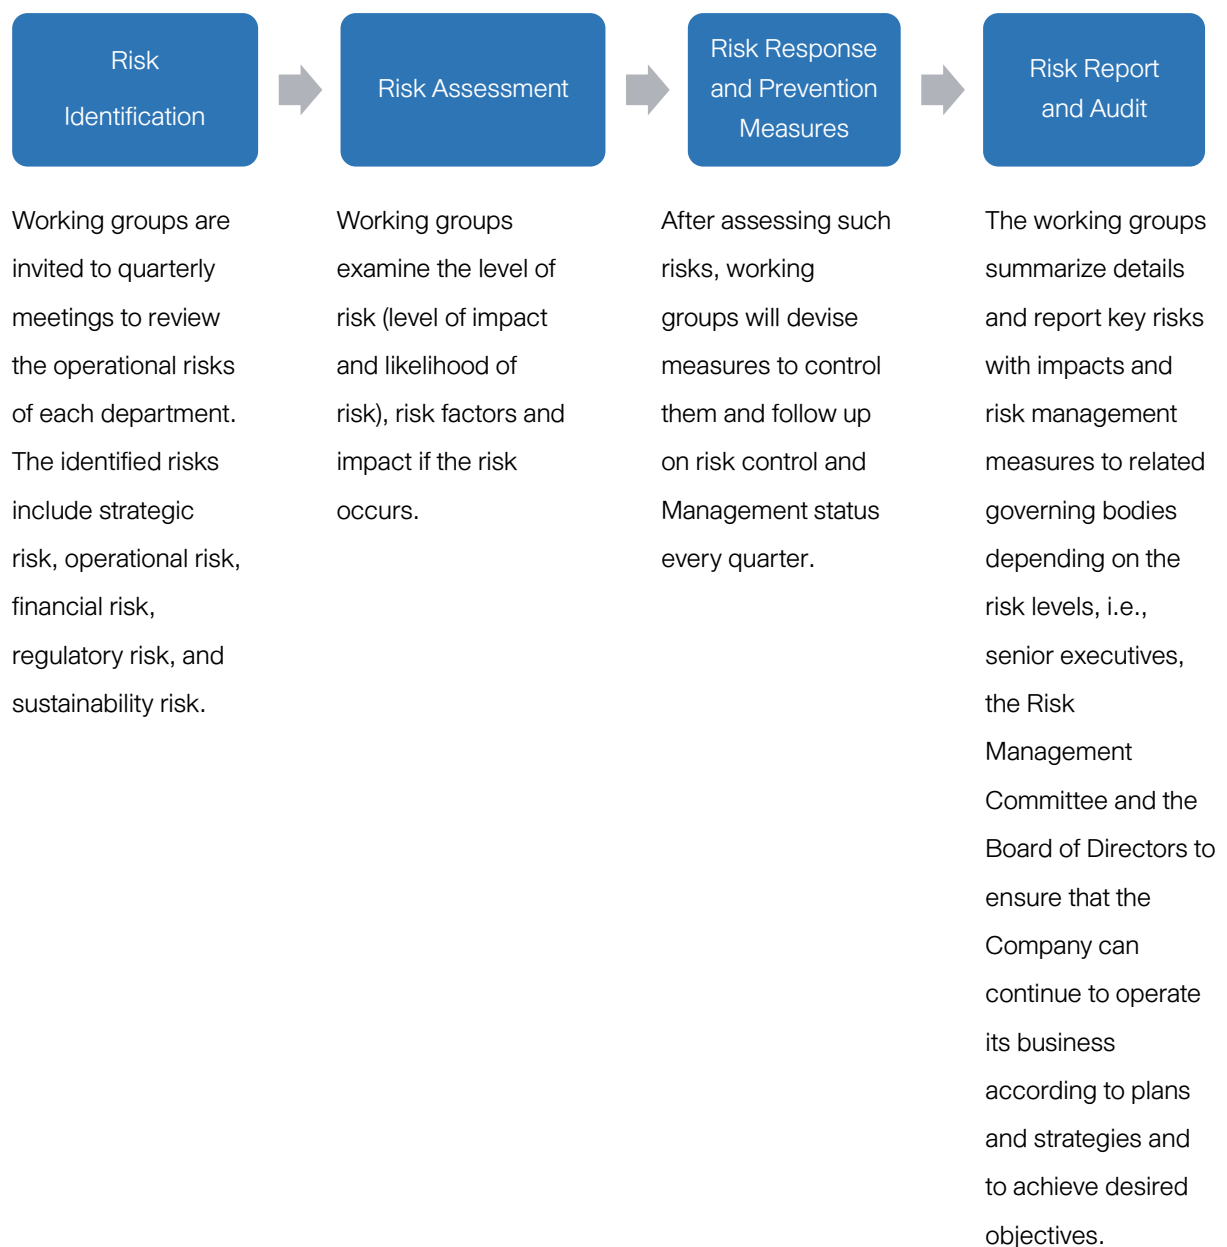 Risk
Identification
Risk Assessment
Risk Response
and Prevention
Measures
Risk Report
and Audit
Working groups are
invited to quarterly
meetings to review
the operational risks
of each department.
The identified risks
include strategic
risk, operational risk,
financial risk,
regulatory risk, and
sustainability risk.
Working groups
examine the level of
risk (level of impact
and likelihood of
risk), risk factors and
impact if the risk
occurs.
After assessing such
risks, working
groups will devise
measures to control
them and follow up
on risk control and
Management status
every quarter.
The working groups
summarize details
and report key risks
with impacts and
risk management
measures to related
governing bodies
depending on the
risk levels, i.e.,
senior executives,
the Risk
Management
Committee and the
Board of Directors to
ensure that the
Company can
continue to operate
its business
according to plans
and strategies and
to achieve desired
objectives.